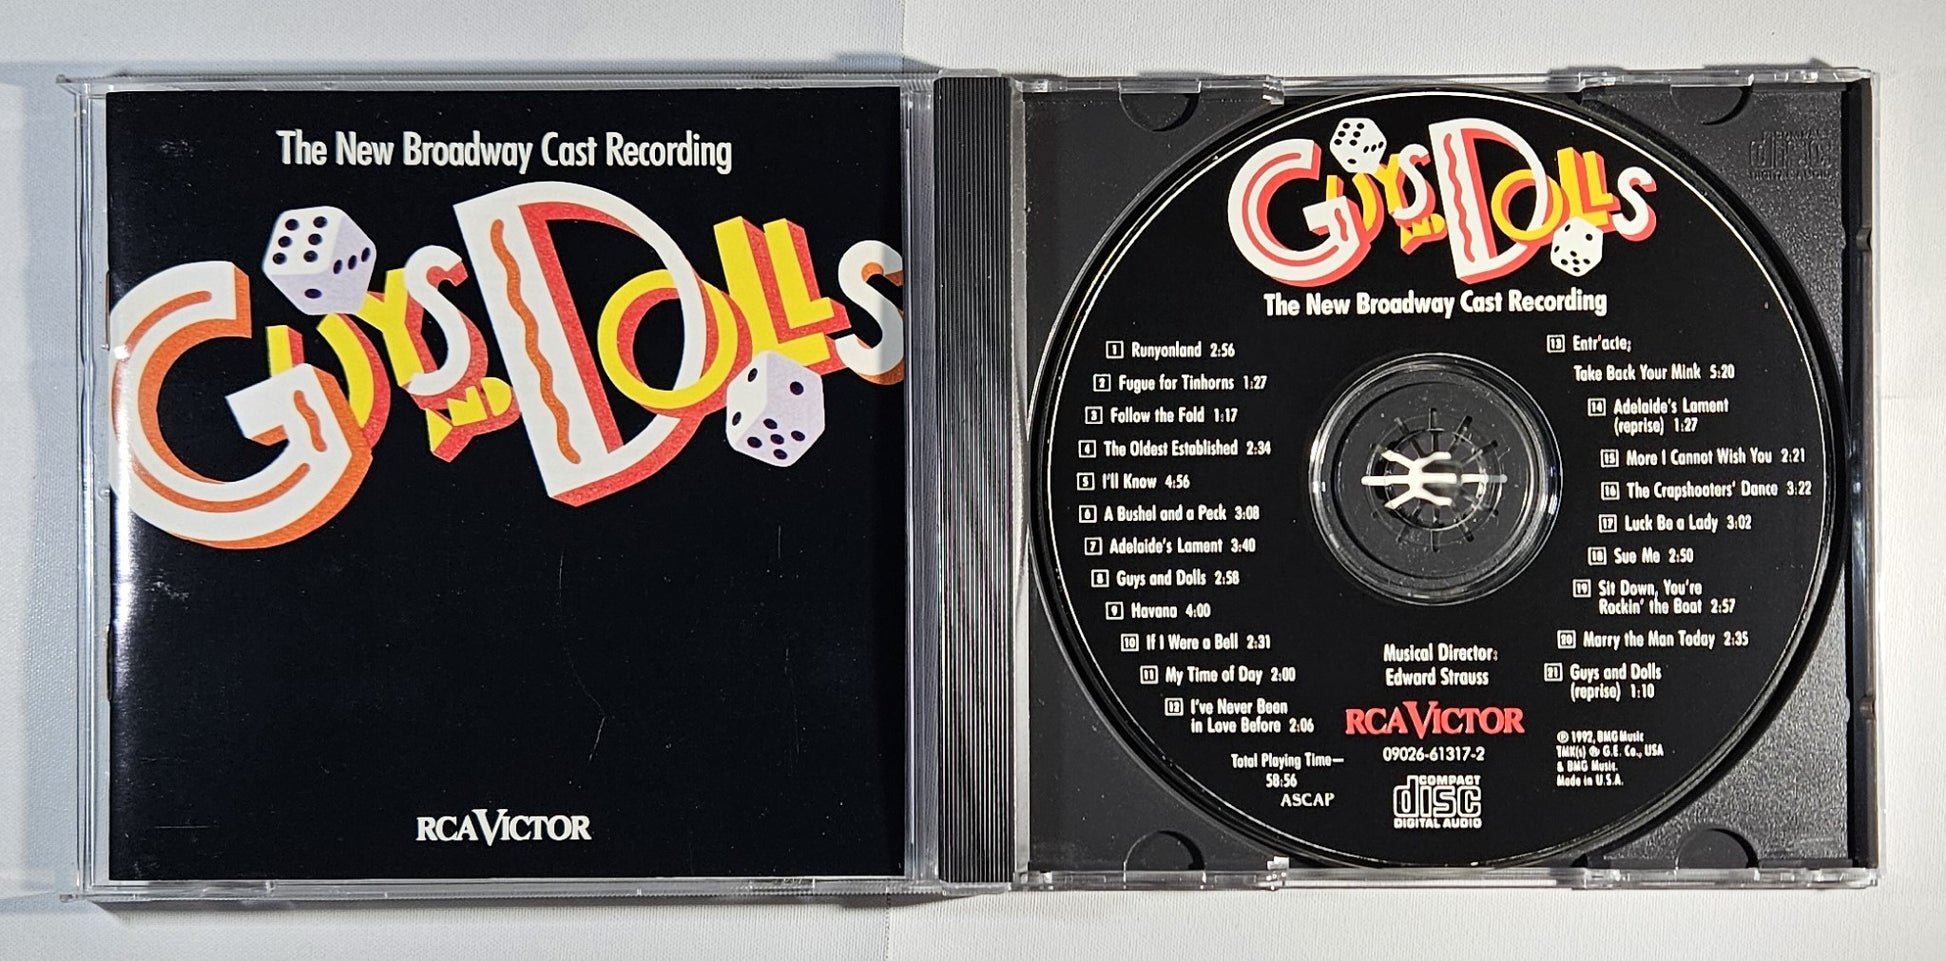 The New Broadway Cast Recording
GUYS AND DOLLS
RCA VICTOR
GUYS AND DOLLS
The New Broadway Cast Recording
1 Runyonland 2:56
2 Fugue for Tinhorns 1:27
3 Follow the Fold 1:17
4 The Oldest Established 2:34
5 I'll Know 4:56
6 A Bushel and a Peck 3:08
7 Adelaide's Lament 3:40
8 Guys and Dolls 2:58
9 Havana 4:00
10 If I Were a Bell 2:31
11 My Time of Day 2:00
12 I've Never Been
in Love Before 2:06
Total Playing Time—
58:56
ASCAP
13 Entr'acte;
Take Back Your Mink 5:20
14 Adelaide's Lament
(reprise) 1:27
15 More I Cannot Wish You 2:21
16 The Crapshooters' Dance 3:22
17 Luck Be a Lady 3:02
18 Sue Me 2:50
19 Sit Down, You're
Rockin' the Boat 2:57
20 Marry the Man Today 2:35
21 Guys and Dolls
(reprise) 1:10
Musical Director:
Edward Strauss
RCA VICTOR
09026-61317-2
COMPACT
disc
DIGITAL AUDIO
℗ 1992, BMG Music
TMK(s) ® G.E. Co., USA
& BMG Music.
Made in U.S.A.
COMPACT
disc
DIGITAL AUDIO